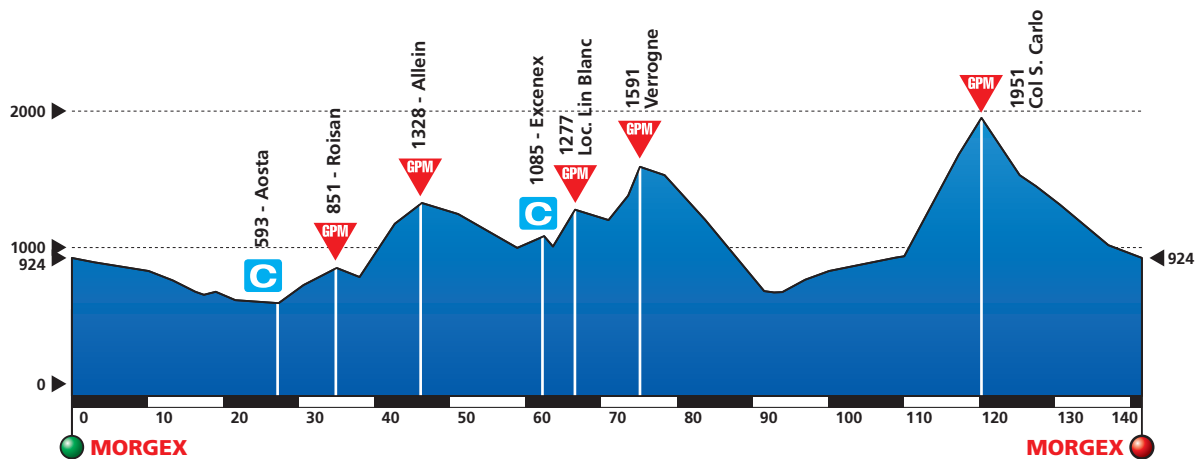 2000
1000
924
0
593 - Aosta
C
851 - Roisan
GPM
1328 - Allein
GPM
1085 - Excenex
C
1277
Loc. Lin Blanc
GPM
1591
Verrogne
GPM
1951
Col S. Carlo
GPM
924
0 10 20 30 40 50 60 70 80 90 100 110 120 130 140
MORGEX
MORGEX